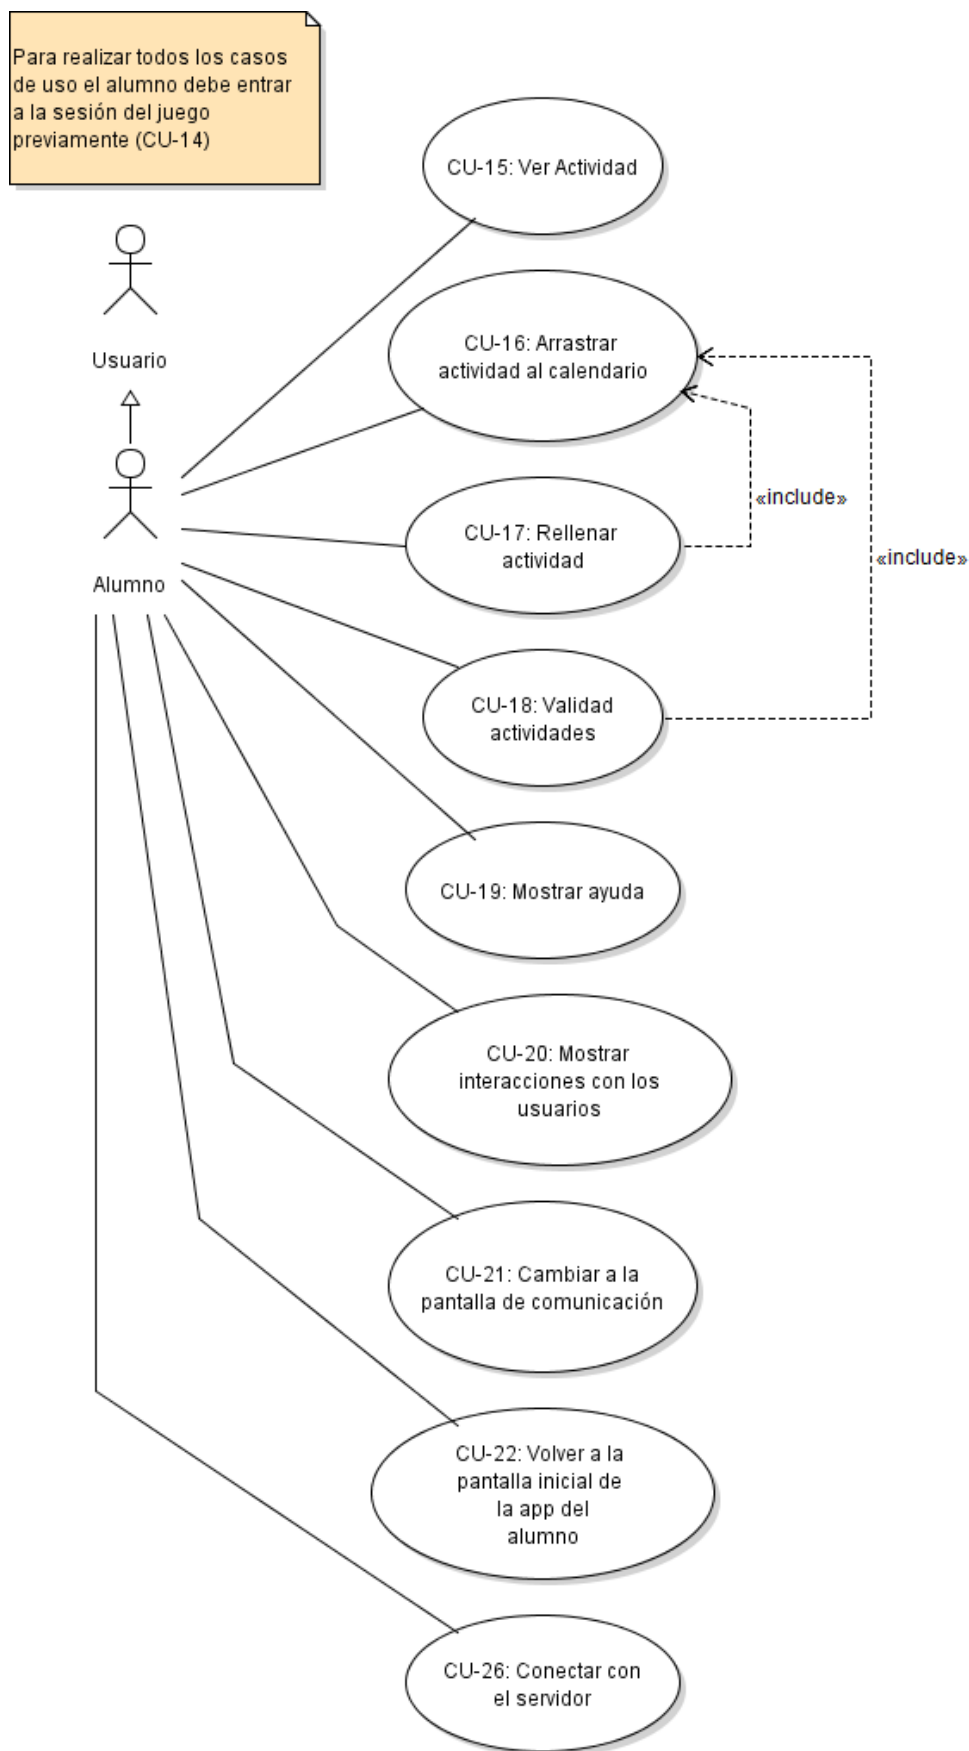 Para realizar todos los casos
de uso el alumno debe entrar
a la sesión del juego
previamente (CU-14)
CU-15: Ver Actividad
Usuario
CU-16: Arrastrar
actividad al calendario
«include»
CU-17: Rellenar
actividad
«include»
Alumno
CU-18: Validad
actividades
CU-19: Mostrar ayuda
CU-20: Mostrar
interacciones con los
usuarios
CU-21: Cambiar a la
pantalla de comunicación
CU-22: Volver a la
pantalla inicial de
la app del
alumno
CU-26: Conectar con
el servidor